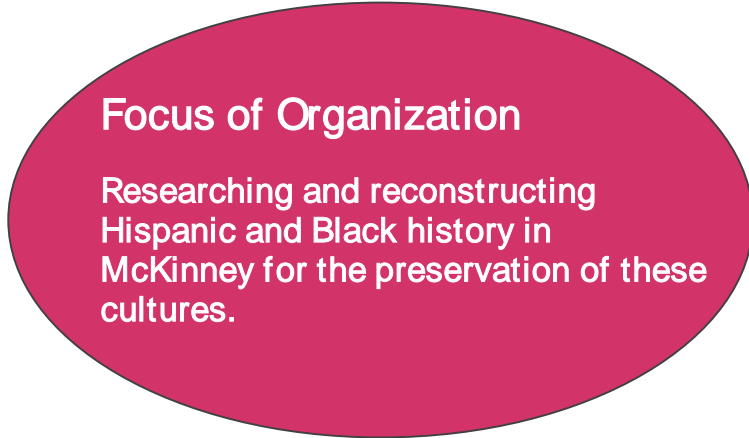 Focus of Organization
Researching and reconstructing
Hispanic and Black history in
McKinney for the preservation of these
cultures.